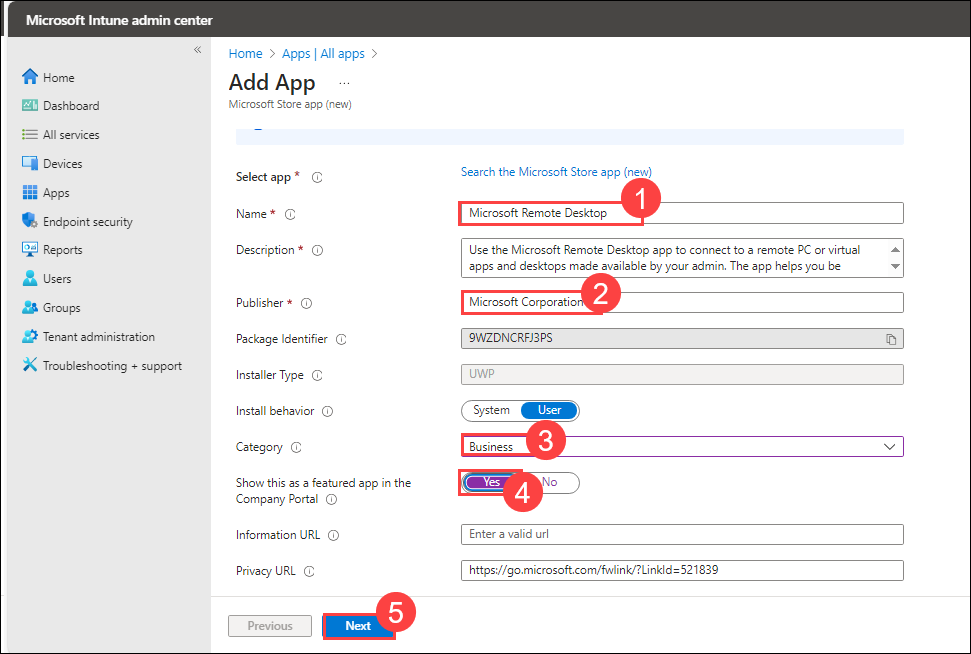 Microsoft Intune admin center
«
Home
Dashboard
All services
Devices
Apps
Endpoint security
Reports
Users
Groups
Tenant administration
Troubleshooting + support
Home > Apps | All apps >
Add App ...
Microsoft Store app (new)
Select app * Search the Microsoft Store app (new)
Name * Microsoft Remote Desktop 1
Description * Use the Microsoft Remote Desktop app to connect to a remote PC or virtual
apps and desktops made available by your admin. The app helps you be
Publisher * Microsoft Corporation 2
Package Identifier 9WZDNCRFJ3PS
Installer Type UWP
Install behavior System User
Category Business 3
Show this as a featured app in the Yes No 4
Company Portal
Information URL Enter a valid url
Privacy URL https://go.microsoft.com/fwlink/?LinkId=521839
Previous Next 5